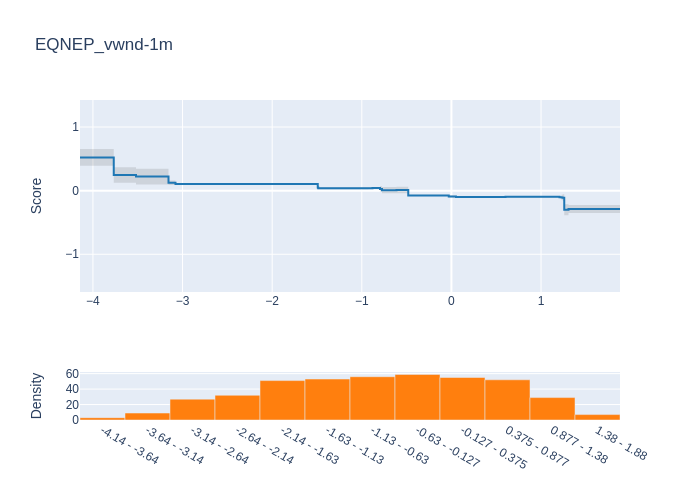 EQNEP_vwnd-1m
Score
1
0
−1
−4
−3
−2
−1
0
1
Density
60
40
20
0
-4.14 - -3.64
-3.64 - -3.14
-3.14 - -2.64
-2.64 - -2.14
-2.14 - -1.63
-1.63 - -1.13
-1.13 - -0.63
-0.63 - -0.127
-0.127 - 0.375
0.375 - 0.877
0.877 - 1.38
1.38 - 1.88